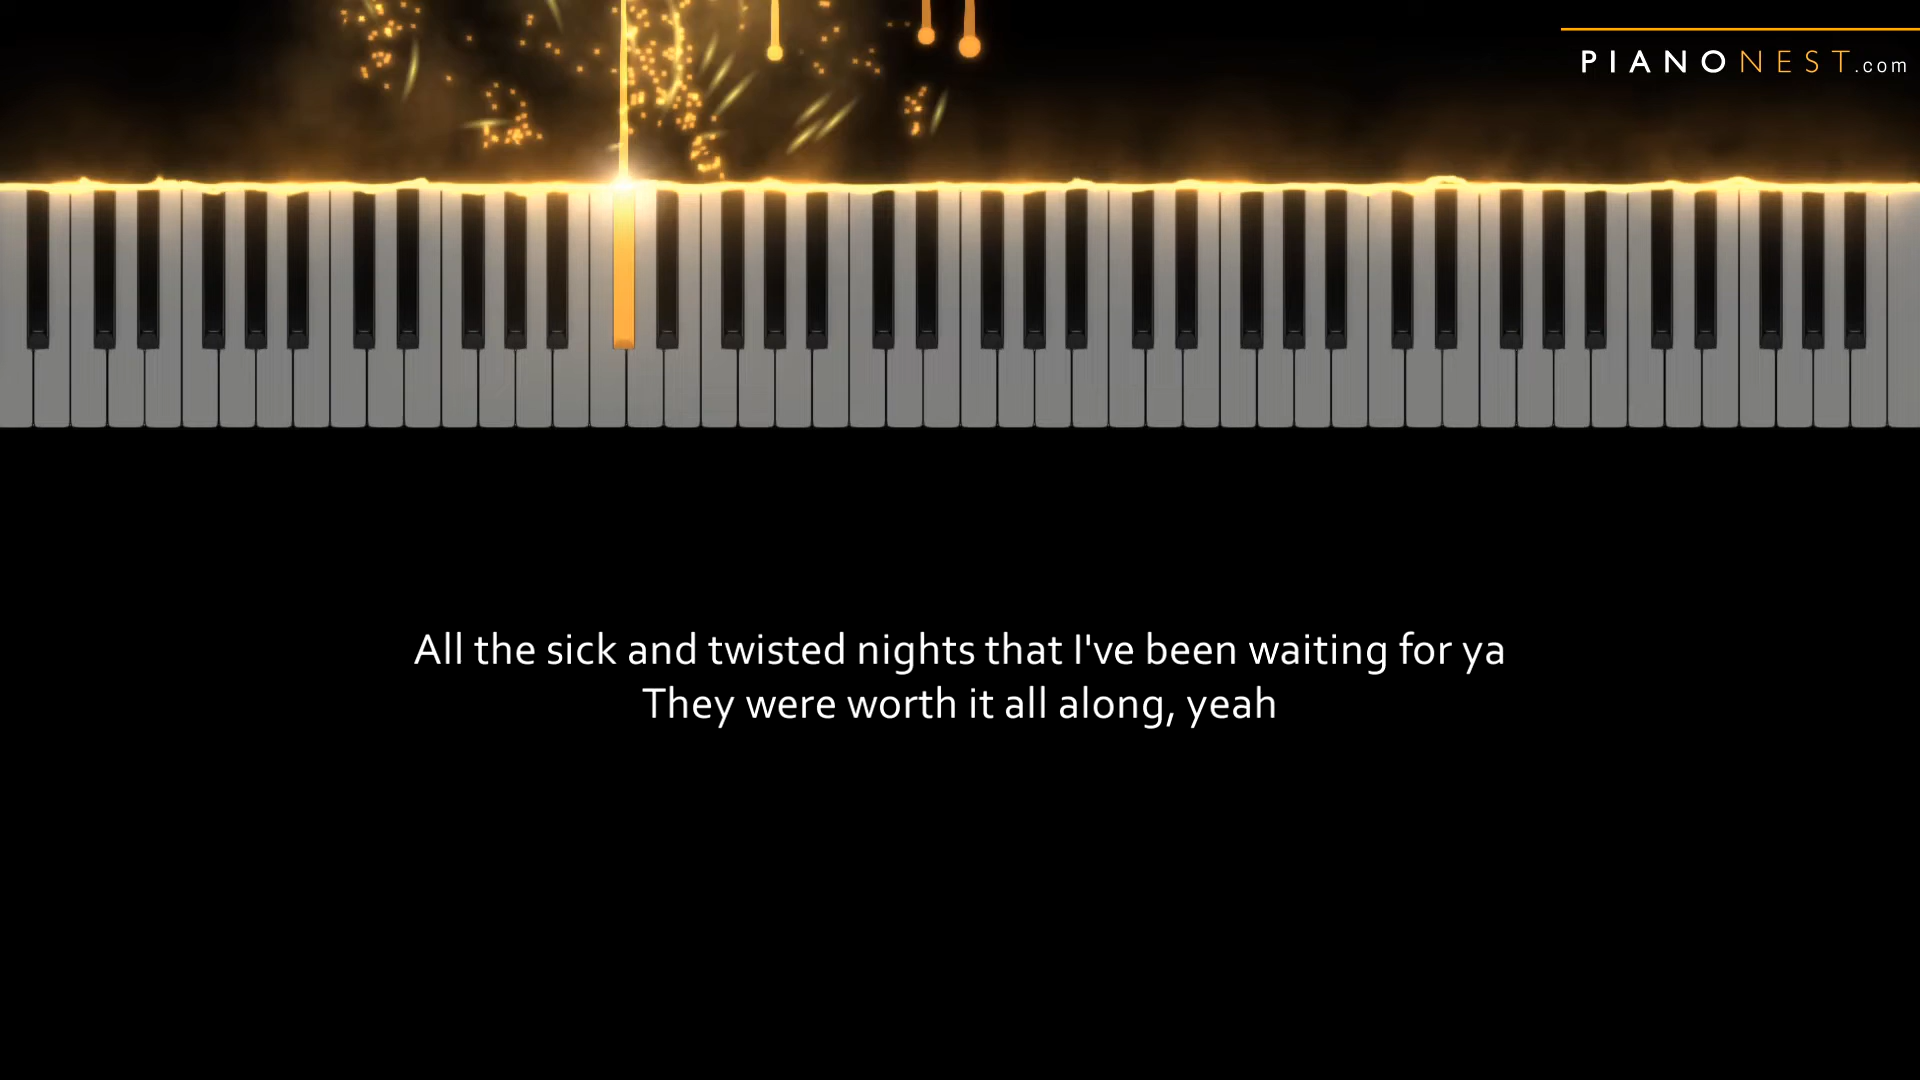 PIANONEST.com
All the sick and twisted nights that I've been waiting for ya
They were worth it all along, yeah